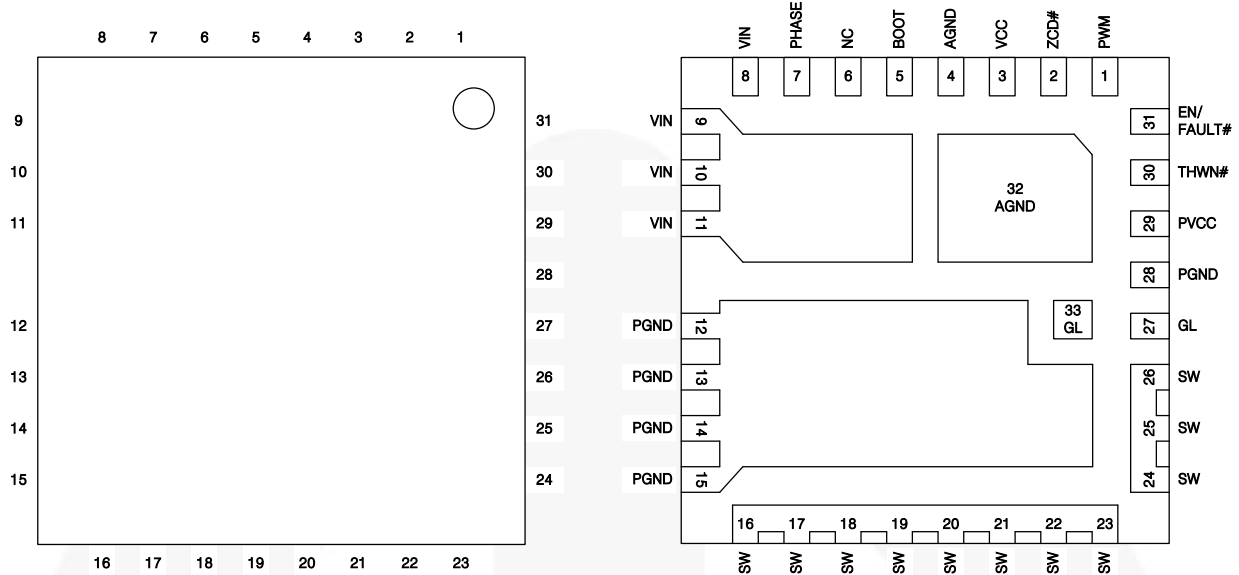 8 7 6 5 4 3 2 1
9
10
11
12
13
14
15
31
30
29
28
27
26
25
24
16 17 18 19 20 21 22 23
VIN PHASE NC BOOT AGND VCC ZCD# PWM
8 7 6 5 4 3 2 1
VIN 9
VIN 10
VIN 11
PGND 12
PGND 13
PGND 14
PGND 15
32
AGND
33
GL
31 EN/
FAULT#
30 THWN#
29 PVCC
28 PGND
27 GL
26 SW
25 SW
24 SW
16 17 18 19 20 21 22 23
SW SW SW SW SW SW SW SW